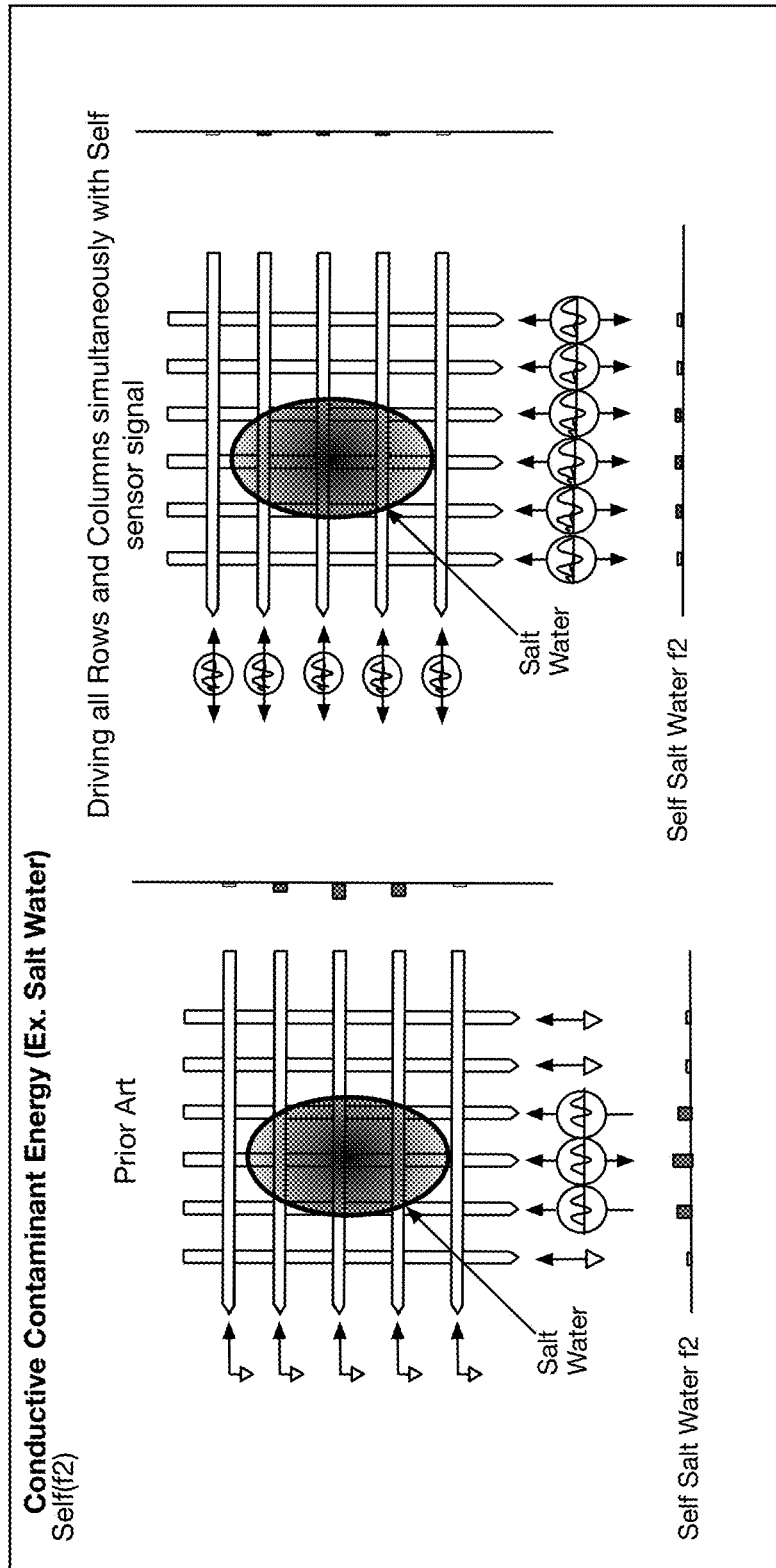 Conductive Contaminant Energy (Ex. Salt Water)
Self(f2)
Prior Art
Salt
Water
Self Salt Water f2
Driving all Rows and Columns simultaneously with Self
sensor signal
Salt
Water
Self Salt Water f2